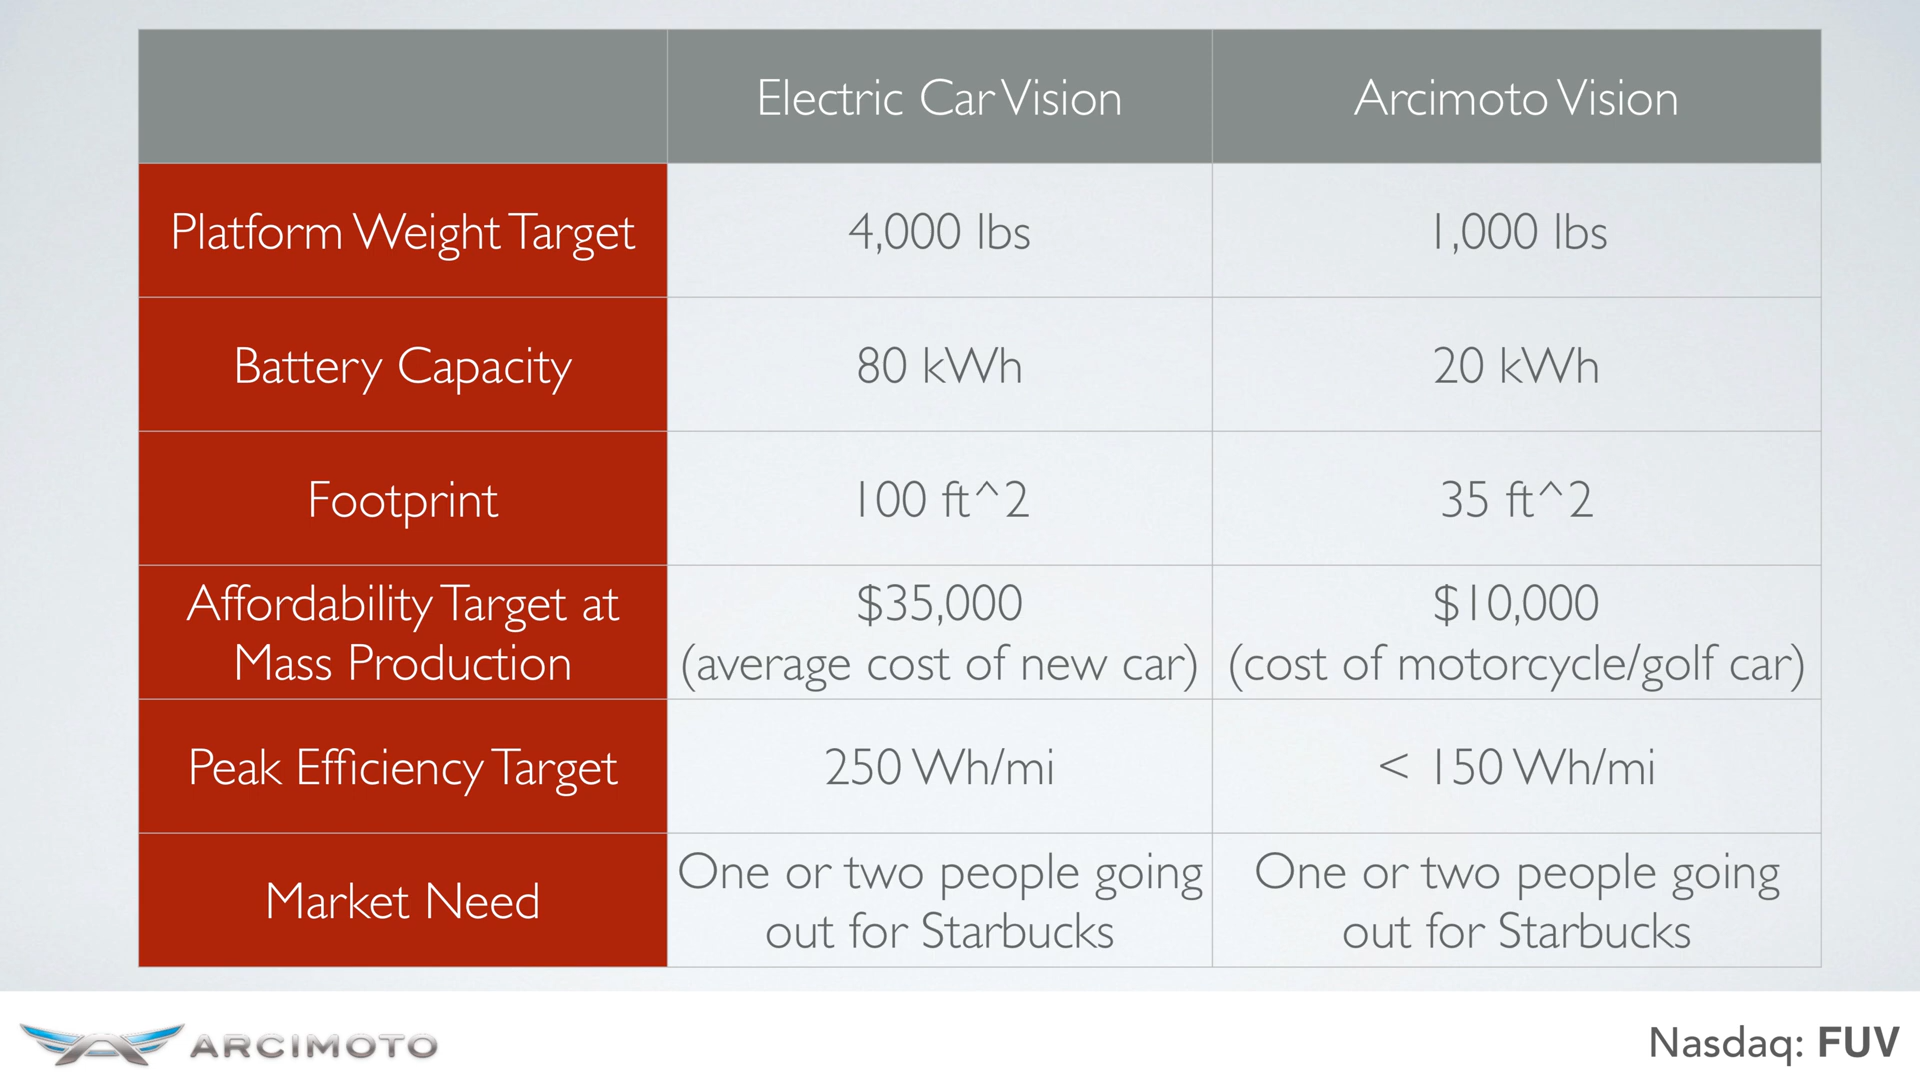 Electric Car Vision
Arcimoto Vision
Platform Weight Target
4,000 lbs
1,000 lbs
Battery Capacity
80 kWh
20 kWh
Footprint
100 ft^2
35 ft^2
Affordability Target at
Mass Production
$35,000
(average cost of new car)
$10,000
(cost of motorcycle/golf car)
Peak Efficiency Target
250 Wh/mi
< 150 Wh/mi
Market Need
One or two people going
out for Starbucks
One or two people going
out for Starbucks
ARCIMOTO
Nasdaq: FUV